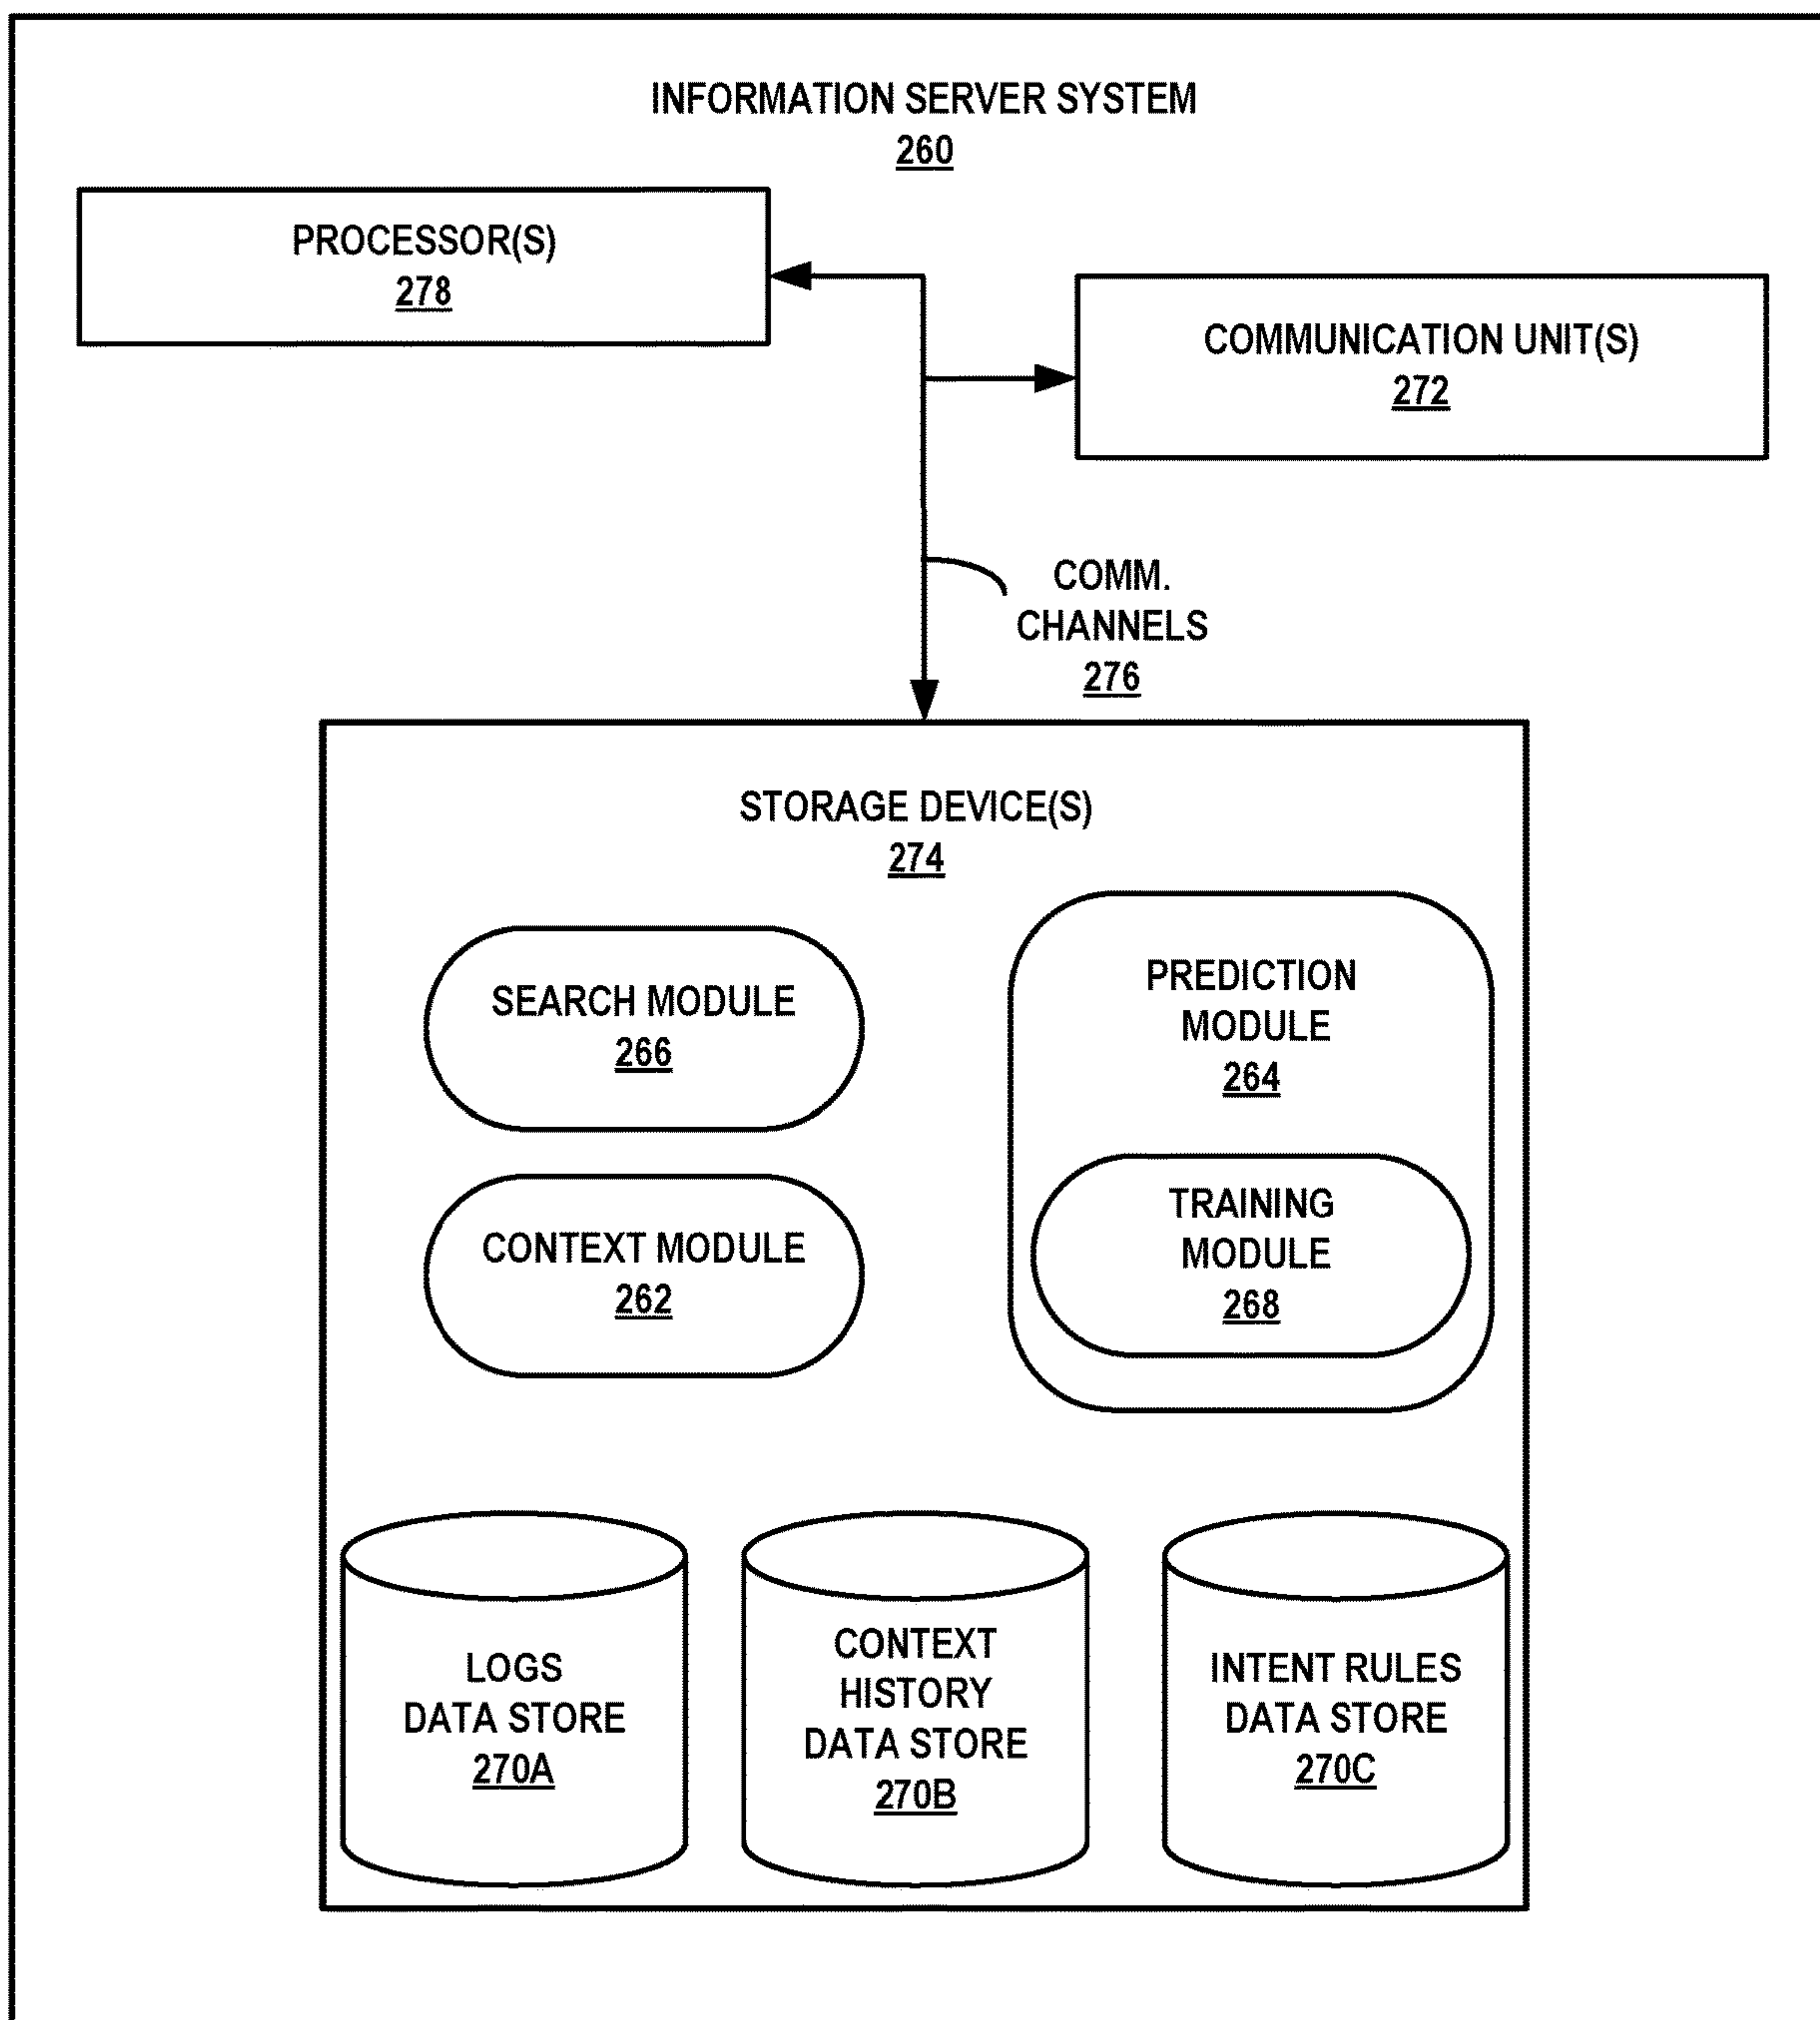 INFORMATION SERVER SYSTEM
260
PROCESSOR(S)
278
COMMUNICATION UNIT(S)
272
COMM.
CHANNELS
276
STORAGE DEVICE(S)
274
SEARCH MODULE
266
PREDICTION
MODULE
264
CONTEXT MODULE
262
TRAINING
MODULE
268
LOGS
DATA STORE
270A
CONTEXT
HISTORY
DATA STORE
270B
INTENT RULES
DATA STORE
270C